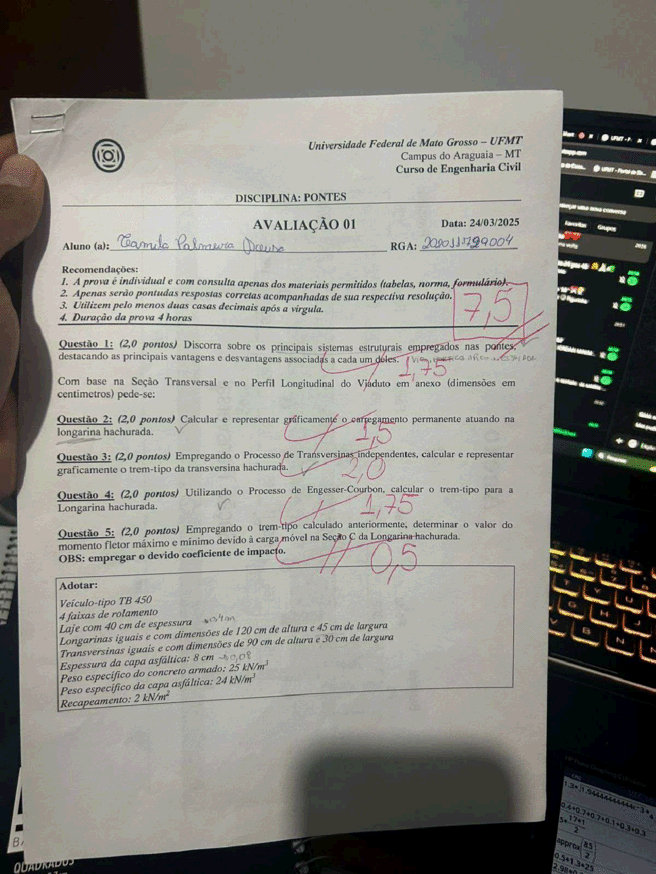 Universidade Federal de Mato Grosso – UFMT
Campus do Araguaia – MT
Curso de Engenharia Civil
DISCIPLINA: PONTES
AVALIAÇÃO 01
Data: 24/03/2025
Aluno (a): Camila Palmeira
RGA: 202011729004
Recomendações:
1. A prova é individual e com consulta apenas dos materiais permitidos (tabelas, norma, formulário).
2. Apenas serão pontuadas respostas corretas acompanhadas de sua respectiva resolução.
3. Utilizem pelo menos duas casas decimais após a vírgula.
4. Duração da prova 4 horas
7,5
Questão 1: (2,0 pontos) Discorra sobre os principais sistemas estruturais empregados nas pontes,
destacando as principais vantagens e desvantagens associadas a cada um deles.
1,75
Com base na Seção Transversal e no Perfil Longitudinal do Viaduto em anexo (dimensões em
centímetros) pede-se:
Questão 2: (2,0 pontos) Calcular e representar graficamente o carregamento permanente atuando na
longarina hachurada.
1,5
Questão 3: (2,0 pontos) Empregando o Processo de Transversinas independentes, calcular e representar
graficamente o trem-tipo da transversina hachurada.
2,0
Questão 4: (2,0 pontos) Utilizando o Processo de Engesser-Courbon, calcular o trem-tipo para a
Longarina hachurada.
1,75
Questão 5: (2,0 pontos) Empregando o trem-tipo calculado anteriormente, determinar o valor do
momento fletor máximo e mínimo devido à carga móvel na Seção C da Longarina hachurada.
OBS: empregar o devido coeficiente de impacto.
0,5
Adotar:
Veículo-tipo TB 450
4 faixas de rolamento
Laje com 40 cm de espessura
Longarinas iguais e com dimensões de 120 cm de altura e 45 cm de largura
Transversinas iguais e com dimensões de 90 cm de altura e 30 cm de largura
Espessura da capa asfáltica: 8 cm → 0,08
Peso específico do concreto armado: 25 kN/m³
Peso específico da capa asfáltica: 24 kN/m³
Recapeamento: 2 kN/m²
QUADRADOS